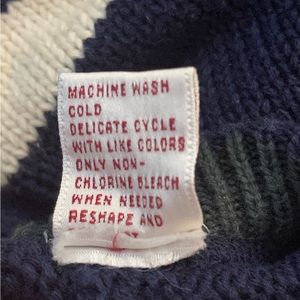 MACHINE WASH
COLD
DELICATE CYCLE
WITH LIKE COLORS
ONLY NON-
CHLORINE BLEACH
WHEN NEEDED
RESHAPE AND